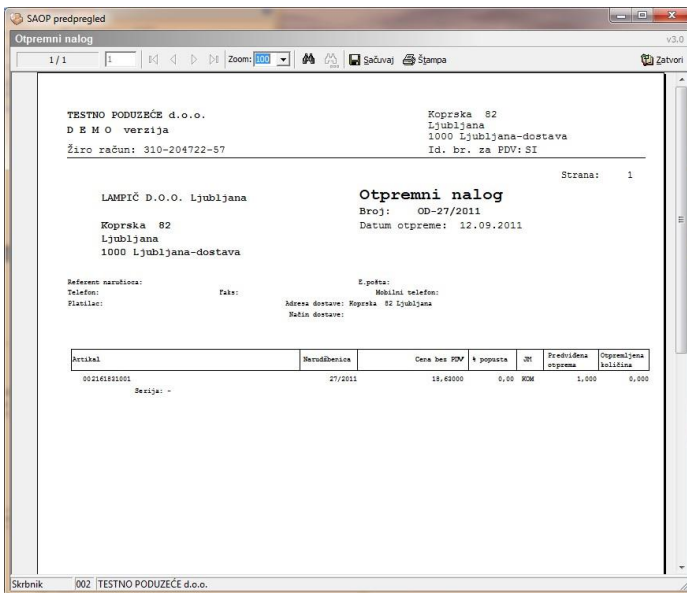 SAOP predpregled
Otpremni nalog v3.0
1 / 1 1 Zoom: 100 Sačuvaj Štampa Zatvori
TESTNO PODUZEĆE d.o.o. Koprska 82
D E M O verzija Ljubljana
1000 Ljubljana-dostava
Žiro račun: 310-204722-57 Id. br. za PDV: SI
Strana: 1
LAMPIČ D.O.O. Ljubljana Otpremni nalog
Broj: OD-27/2011
Koprska 82 Datum otpreme: 12.09.2011
Ljubljana
1000 Ljubljana-dostava
Referent naručioca: E.pošta:
Telefon: Faks: Mobilni telefon:
Platilac: Adresa dostave: Koprska 82 Ljubljana
Način dostave:
Artikal Narudžbenica Cena bez PDV % popusta JM Predviđena otprema Otpremljena količina
002161831001 27/2011 18,63000 0,00 KOM 1,000 0,000
Serija: -
Skrbnik 002 TESTNO PODUZEĆE d.o.o.